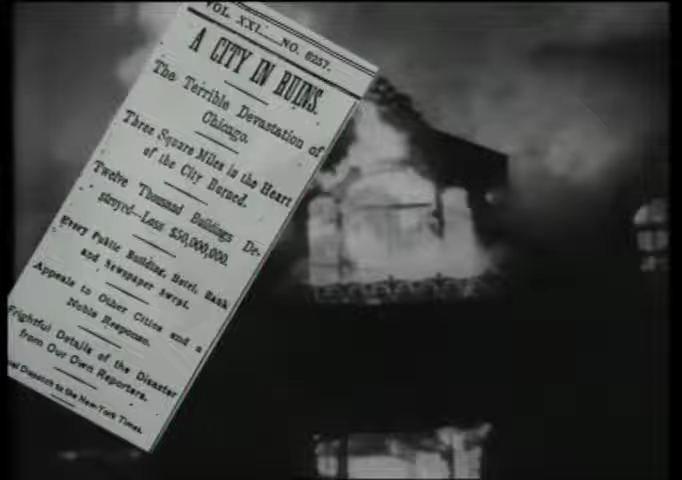 VOL. XXI. NO. 6257.
A CITY IN RUINS.
The Terrible Devastation of
Chicago.
Three Square Miles in the Heart
of the City Burned.
Twelve Thousand Buildings De-
stroyed—Loss $50,000,000.
Every Public Building, Hotel, Bank
and Newspaper Swept.
Appeals to Other Cities and a
Noble Response.
Frightful Details of the Disaster
from Our Own Reporters.
Dispatch to the New-York Times.